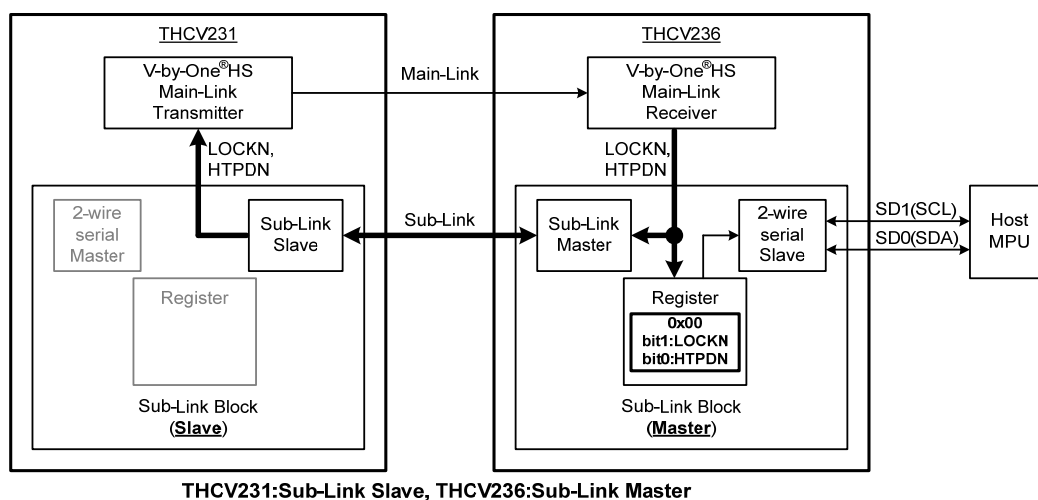 THCV231
V-by-One®HS
Main-Link
Transmitter
LOCKN,
HTPDN
2-wire
serial
Master
Sub-Link
Slave
Register
Sub-Link Block
(Slave)
Main-Link
Sub-Link
THCV236
V-by-One®HS
Main-Link
Receiver
LOCKN,
HTPDN
Sub-Link
Master
2-wire
serial
Slave
Register
0x00
bit1:LOCKN
bit0:HTPDN
Sub-Link Block
(Master)
SD1(SCL)
SD0(SDA)
Host
MPU
THCV231:Sub-Link Slave, THCV236:Sub-Link Master